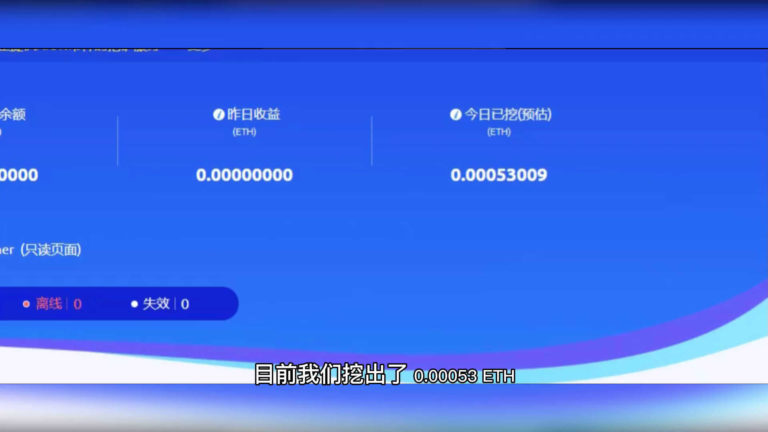 余额
昨日收益
今日已挖(预估)
(ETH)
(ETH)
0000
0.00000000
0.00053009
er (只读页面)
离线 | 0
失效 | 0
目前我们挖出了 0.00053 ETH